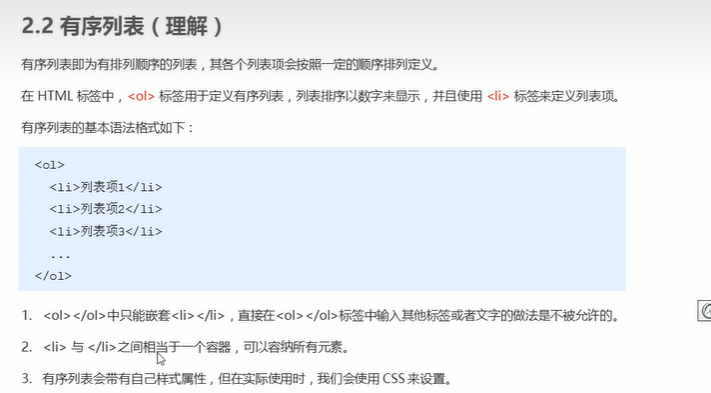 2.2 有序列表（理解）
有序列表即为有排列顺序的列表，其各个列表项会按照一定的顺序排列定义。
在 HTML 标签中，<ol> 标签用于定义有序列表，列表排序以数字来显示，并且使用 <li> 标签来定义列表项。
有序列表的基本语法格式如下：
<ol>
<li>列表项1</li>
<li>列表项2</li>
<li>列表项3</li>
...
</ol>
1. <ol></ol>中只能嵌套<li></li>，直接在<ol></ol>标签中输入其他标签或者文字的做法是不被允许的。
2. <li> 与 </li>之间相当于一个容器，可以容纳所有元素。
3. 有序列表会带有自己样式属性，但在实际使用时，我们会使用 CSS 来设置。